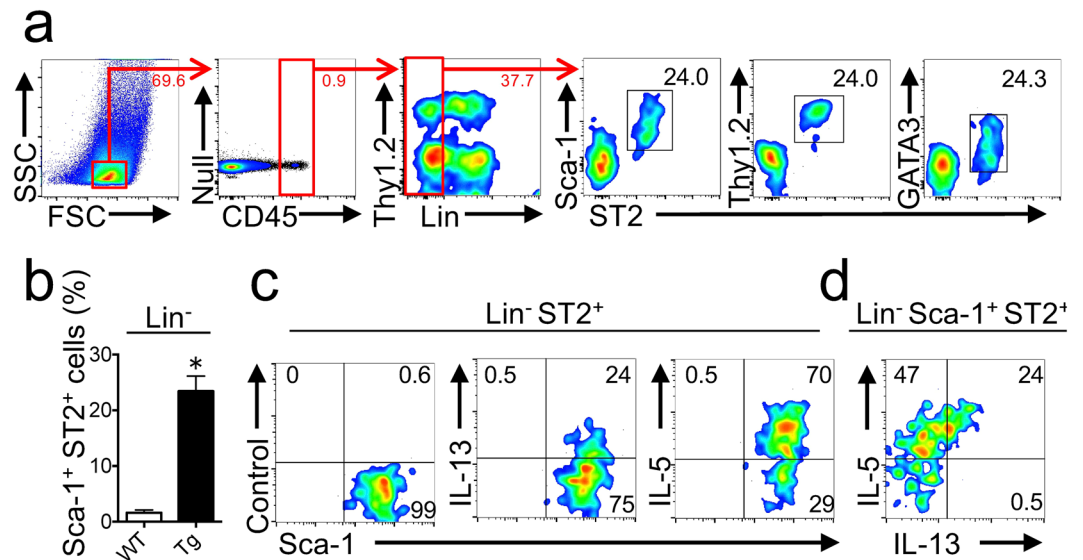 a
SSC
FSC
69.6
Null
CD45
0.9
Thy1.2
Lin
37.7
Sca-1
24.0
ST2
Thy1.2
24.0
GATA3
24.3
b
Lin-
Sca-1+ ST2+ cells (%)
30
20
10
0
*
WT
Tg
c
Lin- ST2+
Control
0
0.6
99
Sca-1
IL-13
0.5
24
75
IL-5
0.5
70
29
d
Lin- Sca-1+ ST2+
IL-5
47
24
0.5
IL-13